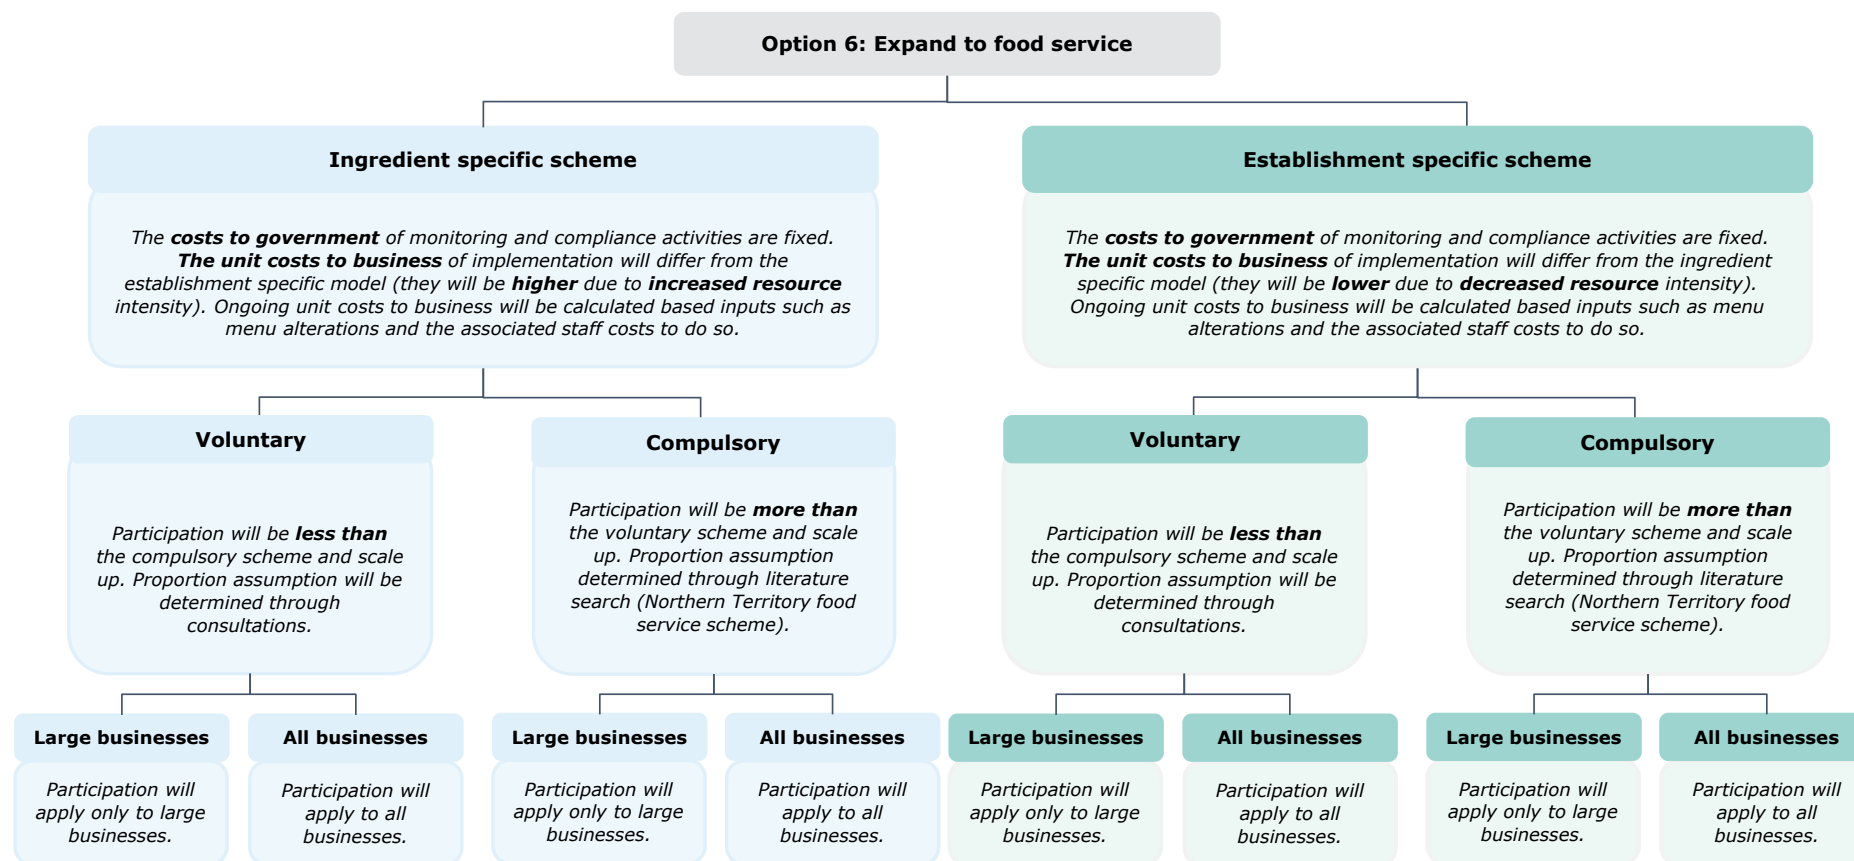 Option 6: Expand to food service
Ingredient specific scheme
The costs to government of monitoring and compliance activities are fixed.
The unit costs to business of implementation will differ from the
establishment specific model (they will be higher due to increased resource
intensity). Ongoing unit costs to business will be calculated based inputs such as
menu alterations and the associated staff costs to do so.
Establishment specific scheme
The costs to government of monitoring and compliance activities are fixed.
The unit costs to business of implementation will differ from the ingredient
specific model (they will be lower due to decreased resource intensity).
Ongoing unit costs to business will be calculated based inputs such as menu
alterations and the associated staff costs to do so.
Voluntary
Participation will be less than
the compulsory scheme and scale
up. Proportion assumption will be
determined through
consultations.
Compulsory
Participation will be more than
the voluntary scheme and scale
up. Proportion assumption
determined through literature
search (Northern Territory food
service scheme).
Voluntary
Participation will be less than
the compulsory scheme and scale
up. Proportion assumption will be
determined through
consultations.
Compulsory
Participation will be more than
the voluntary scheme and scale
up. Proportion assumption
determined through literature
search (Northern Territory food
service scheme).
Large businesses
Participation will
apply only to large
businesses.
All businesses
Participation will
apply to all
businesses.
Large businesses
Participation will
apply only to large
businesses.
All businesses
Participation will
apply to all
businesses.
Large businesses
Participation will
apply only to large
businesses.
All businesses
Participation will
apply to all
businesses.
Large businesses
Participation will
apply only to large
businesses.
All businesses
Participation will
apply to all
businesses.